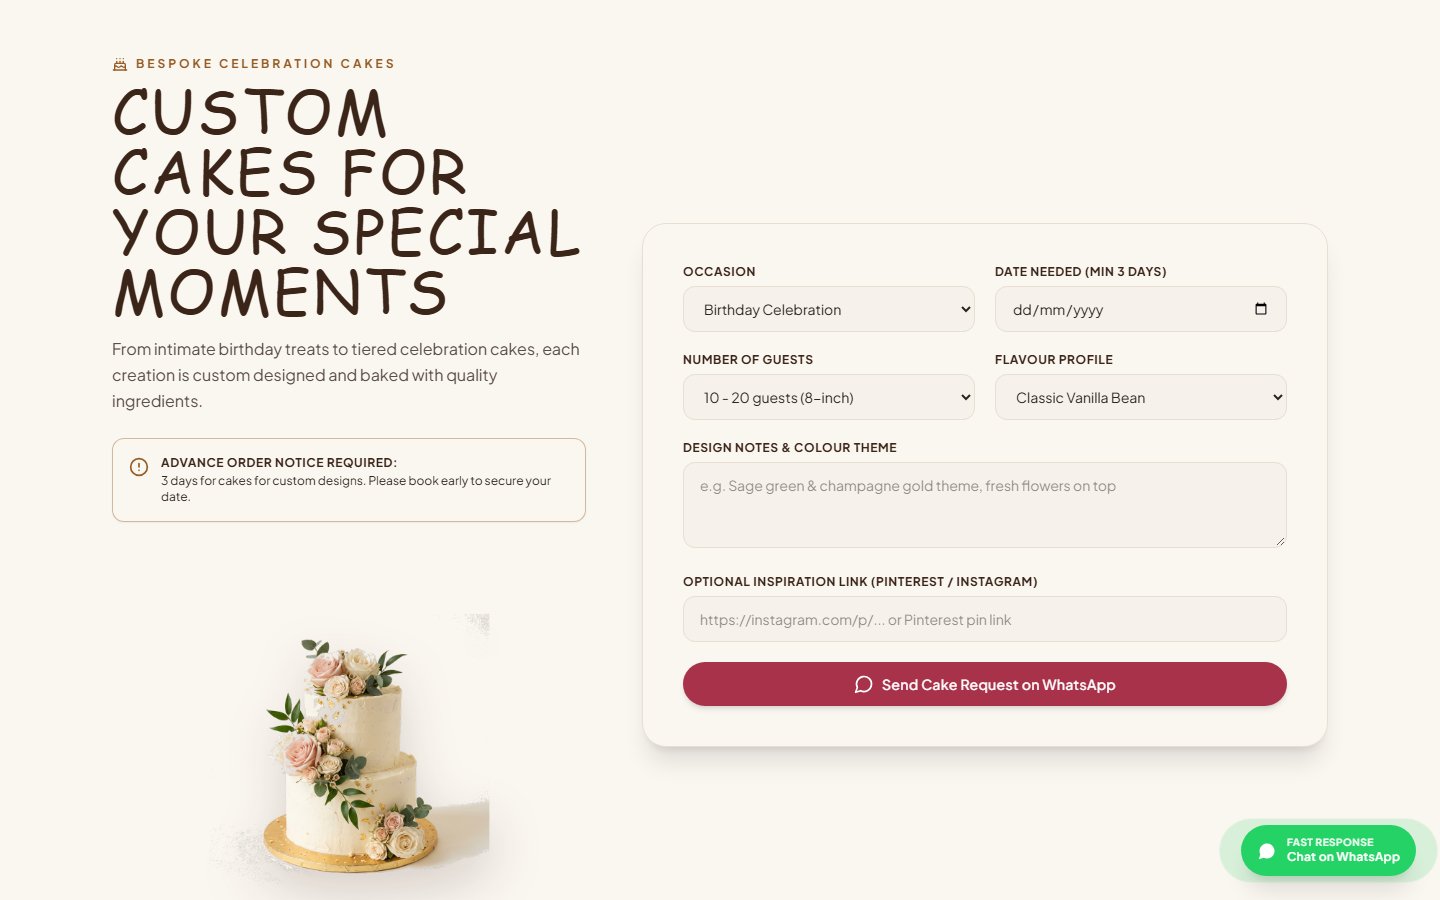 BESPOKE CELEBRATION CAKES
CUSTOM
CAKES FOR
YOUR SPECIAL
MOMENTS
From intimate birthday treats to tiered celebration cakes, each
creation is custom designed and baked with quality
ingredients.
ADVANCE ORDER NOTICE REQUIRED:
3 days for cakes for custom designs. Please book early to secure your
date.
OCCASION
Birthday Celebration
DATE NEEDED (MIN 3 DAYS)
dd/mm/yyyy
NUMBER OF GUESTS
10 - 20 guests (8-inch)
FLAVOUR PROFILE
Classic Vanilla Bean
DESIGN NOTES & COLOUR THEME
e.g. Sage green & champagne gold theme, fresh flowers on top
OPTIONAL INSPIRATION LINK (PINTEREST / INSTAGRAM)
https://instagram.com/p/... or Pinterest pin link
Send Cake Request on WhatsApp
FAST RESPONSE
Chat on WhatsApp